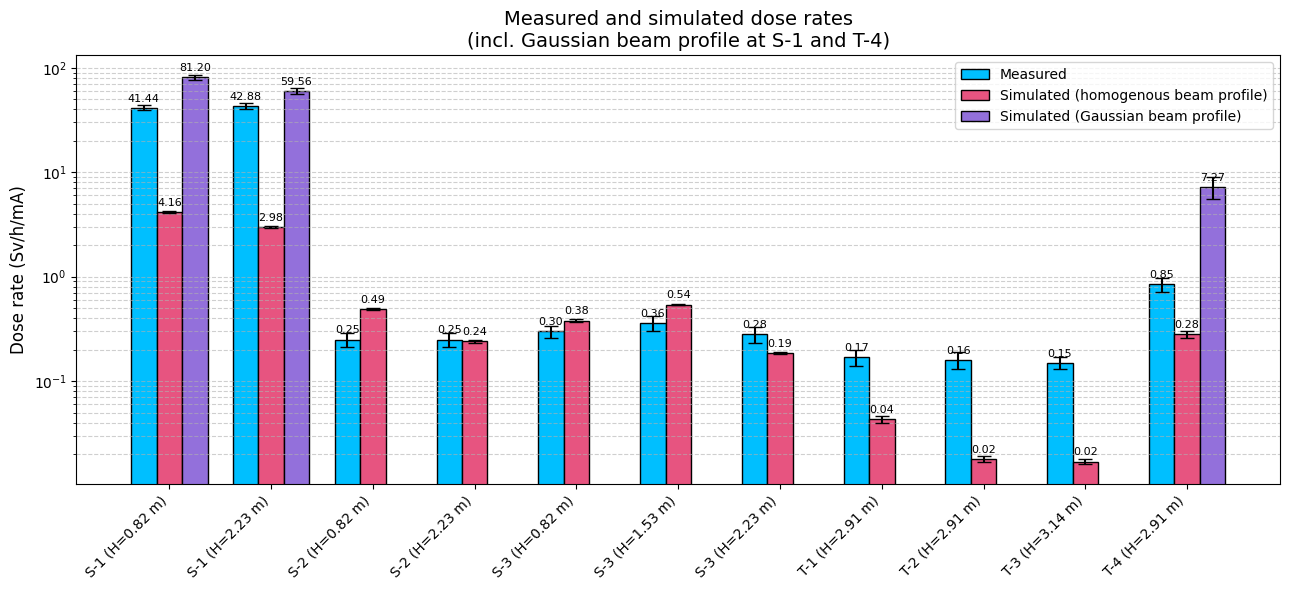 Measured and simulated dose rates
(incl. Gaussian beam profile at S-1 and T-4)
Dose rate (Sv/h/mA)
10²
10¹
10⁰
10⁻¹
Measured
Simulated (homogenous beam profile)
Simulated (Gaussian beam profile)
41.44
4.16
81.20
42.88
2.98
59.56
0.25
0.49
0.25
0.24
0.30
0.38
0.36
0.54
0.28
0.19
0.17
0.04
0.16
0.02
0.15
0.02
0.85
0.28
7.27
S-1 (H=0.82 m)
S-1 (H=2.23 m)
S-2 (H=0.82 m)
S-2 (H=2.23 m)
S-3 (H=0.82 m)
S-3 (H=1.53 m)
S-3 (H=2.23 m)
T-1 (H=2.91 m)
T-2 (H=2.91 m)
T-3 (H=3.14 m)
T-4 (H=2.91 m)